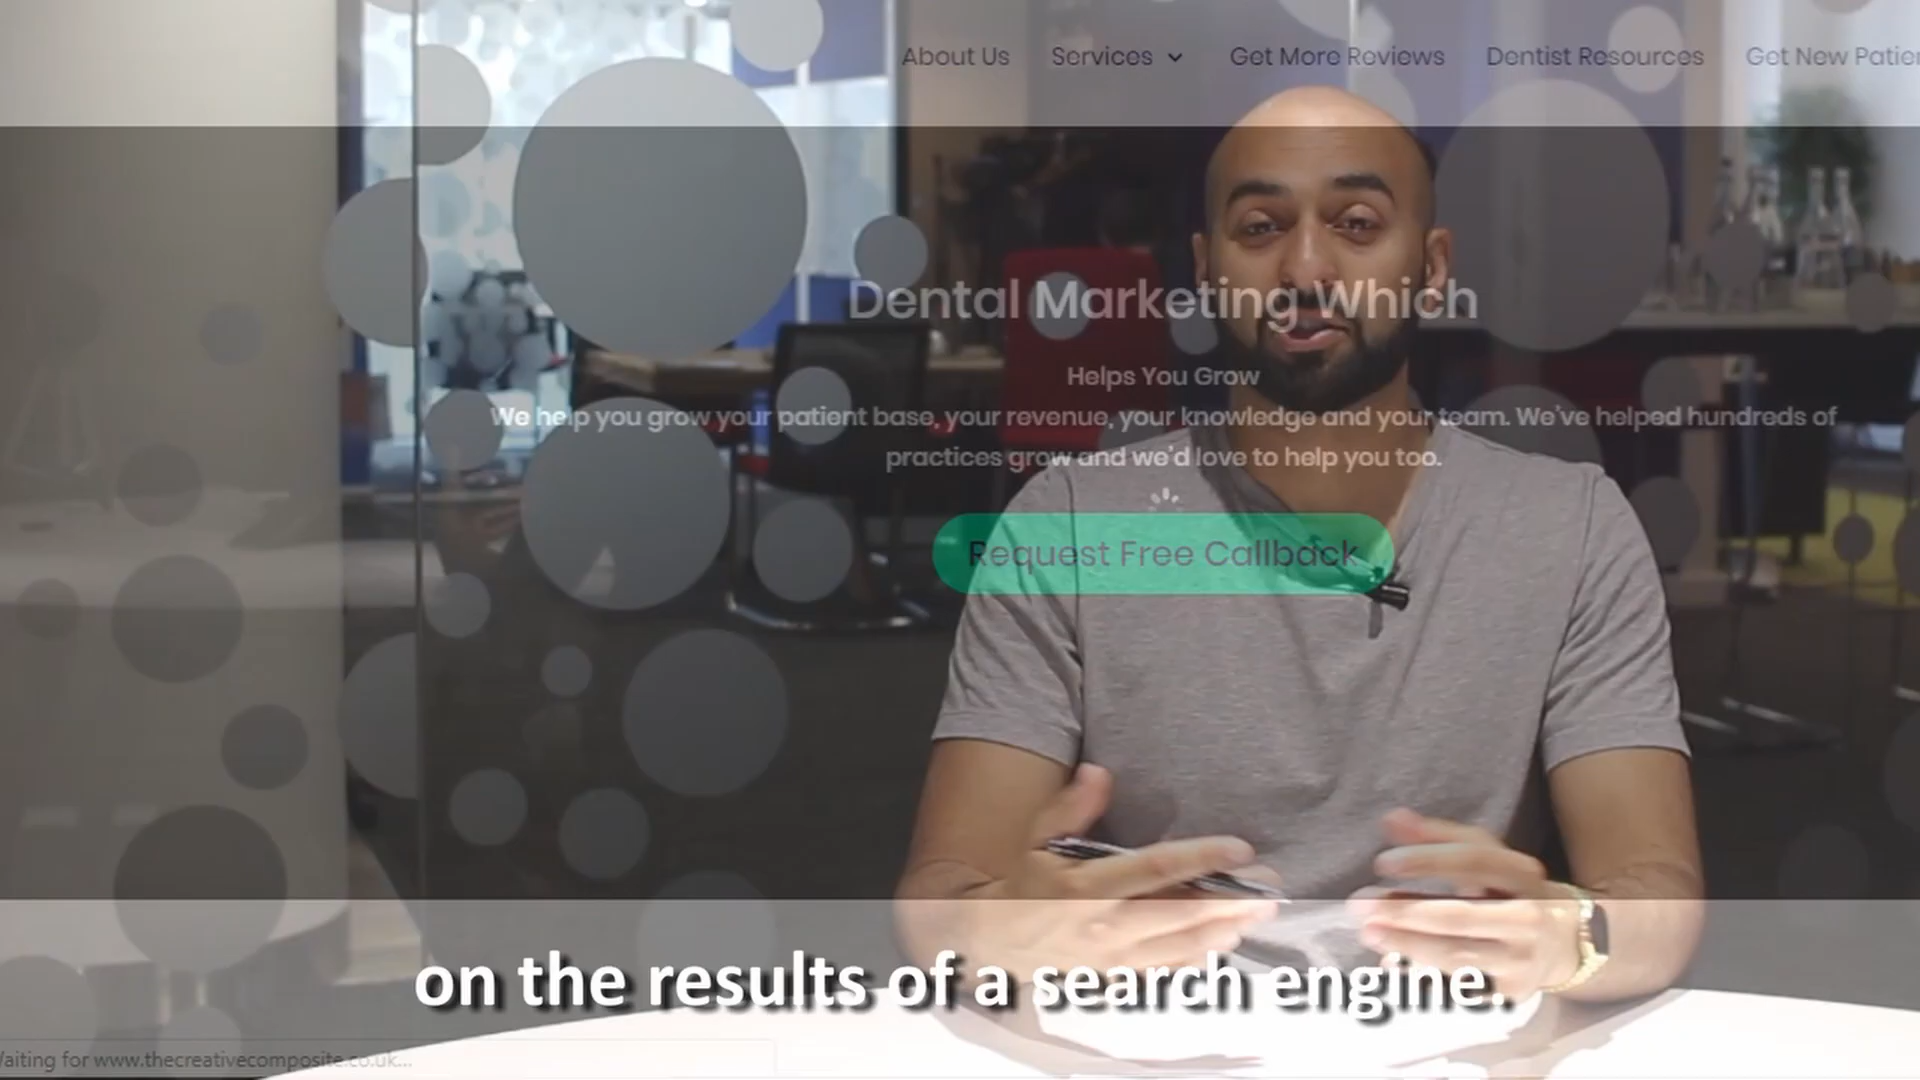 About Us Services Get More Reviews Dentist Resources Get New
Dental Marketing Which
Helps You Grow
We help you grow your patient base, your revenue, your knowledge and your team. We've helped hundreds of
practices grow and we'd love to help you too.
Request Free Callback
on the results of a search engine.
for www.thecreativecomposite.co.uk...